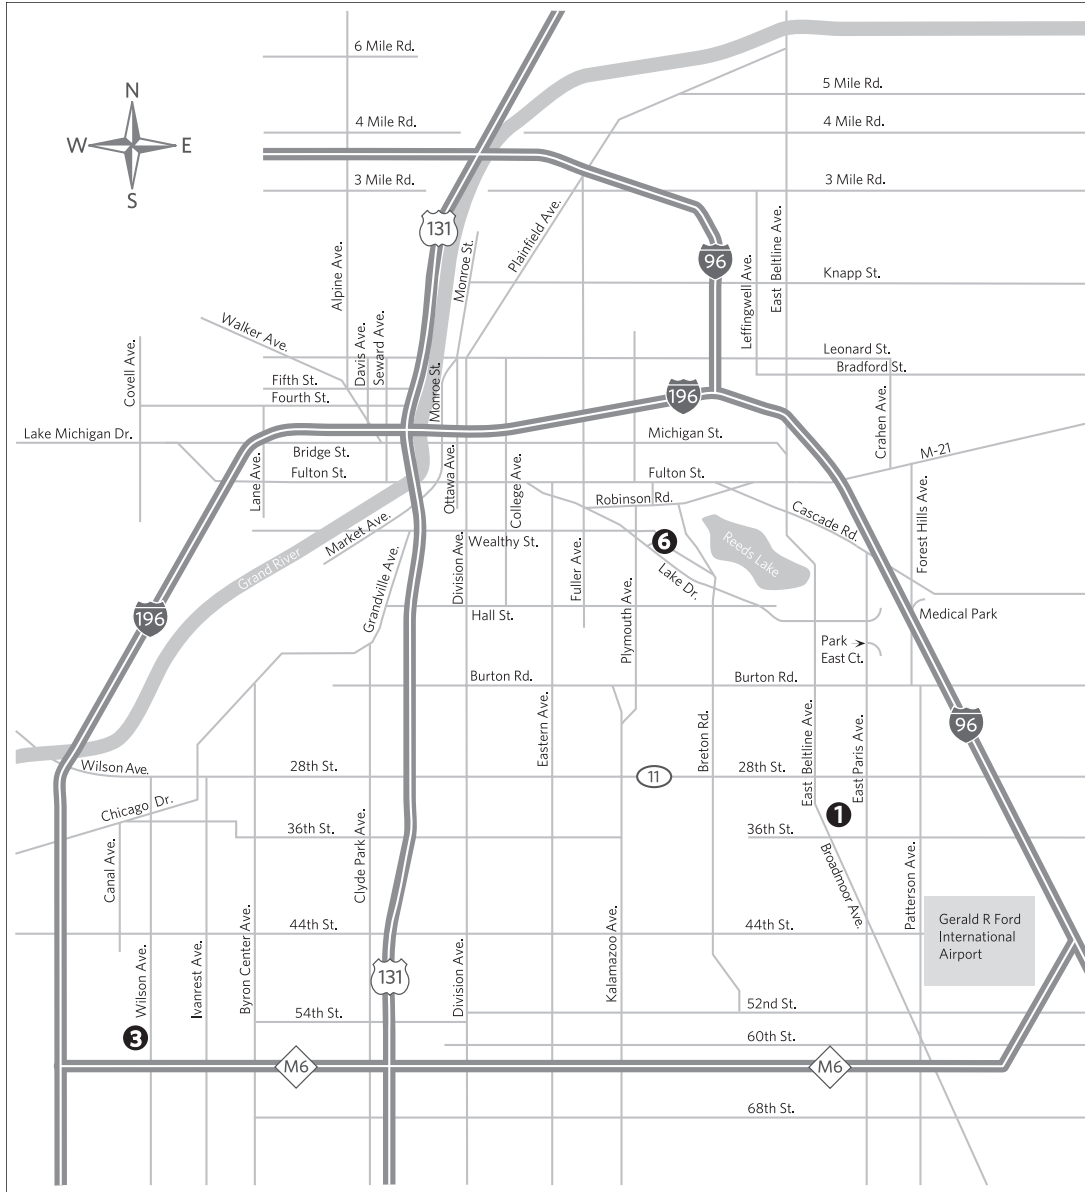 6 Mile Rd.
5 Mile Rd.
N
4 Mile Rd.
4 Mile Rd.
W
E
3 Mile Rd.
3 Mile Rd.
S
131
Monroe St.
Plainfield Ave.
96
Alpine Ave.
Leffingwell Ave.
East Beltline Ave.
Knapp St.
Walker Ave.
Covell Ave.
Davis Ave.
Seward Ave.
Monroe St.
Leonard St.
Bradford St.
Fifth St.
Fourth St.
196
Crahen Ave.
Lake Michigan Dr.
Michigan St.
Bridge St.
Fulton St.
Fulton St.
M-21
Lane Ave.
Ottawa Ave.
College Ave.
Robinson Rd.
Cascade Rd.
Forest Hills Ave.
Market Ave.
Wealthy St.
6
Reeds Lake
Grand River
Grandville Ave.
Division Ave.
Fuller Ave.
Lake Dr.
196
Hall St.
Plymouth Ave.
Medical Park
Park
East Ct.
Burton Rd.
Burton Rd.
Eastern Ave.
Breton Rd.
East Beltline Ave.
East Paris Ave.
96
Wilson Ave.
28th St.
11
28th St.
Chicago Dr.
1
36th St.
36th St.
Canal Ave.
Clyde Park Ave.
Broadmoor Ave.
Patterson Ave.
44th St.
44th St.
Gerald R Ford
International
Airport
Wilson Ave.
Ivanrest Ave.
Byron Center Ave.
131
Division Ave.
Kalamazoo Ave.
54th St.
52nd St.
3
60th St.
M6
M6
68th St.